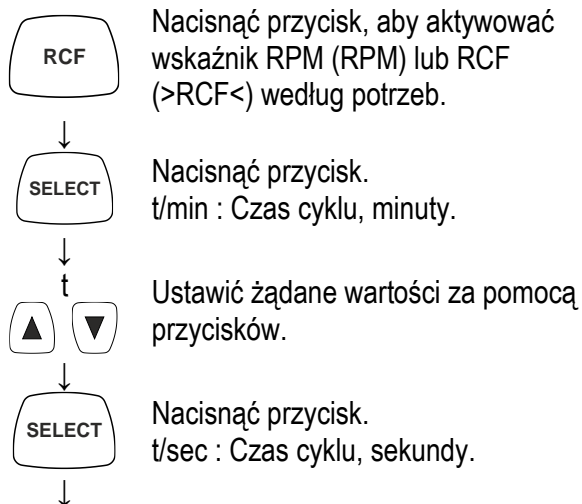 RCF
Nacisnąć przycisk, aby aktywować
wskaźnik RPM (RPM) lub RCF
(>RCF<) według potrzeb.
↓
SELECT
Nacisnąć przycisk.
t/min : Czas cyklu, minuty.
↓
t
▲ ▼
Ustawić żądane wartości za pomocą
przycisków.
↓
SELECT
Nacisnąć przycisk.
t/sec : Czas cyklu, sekundy.
↓